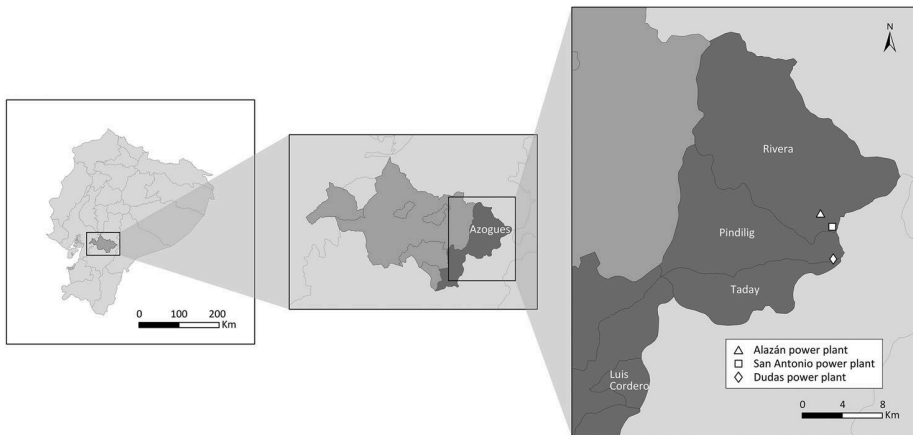 0 100 200
Km
Azogues
N
Rivera
Pindilig
Taday
Luis
Cordero
Alazán power plant
San Antonio power plant
Dudas power plant
0 4 8
Km